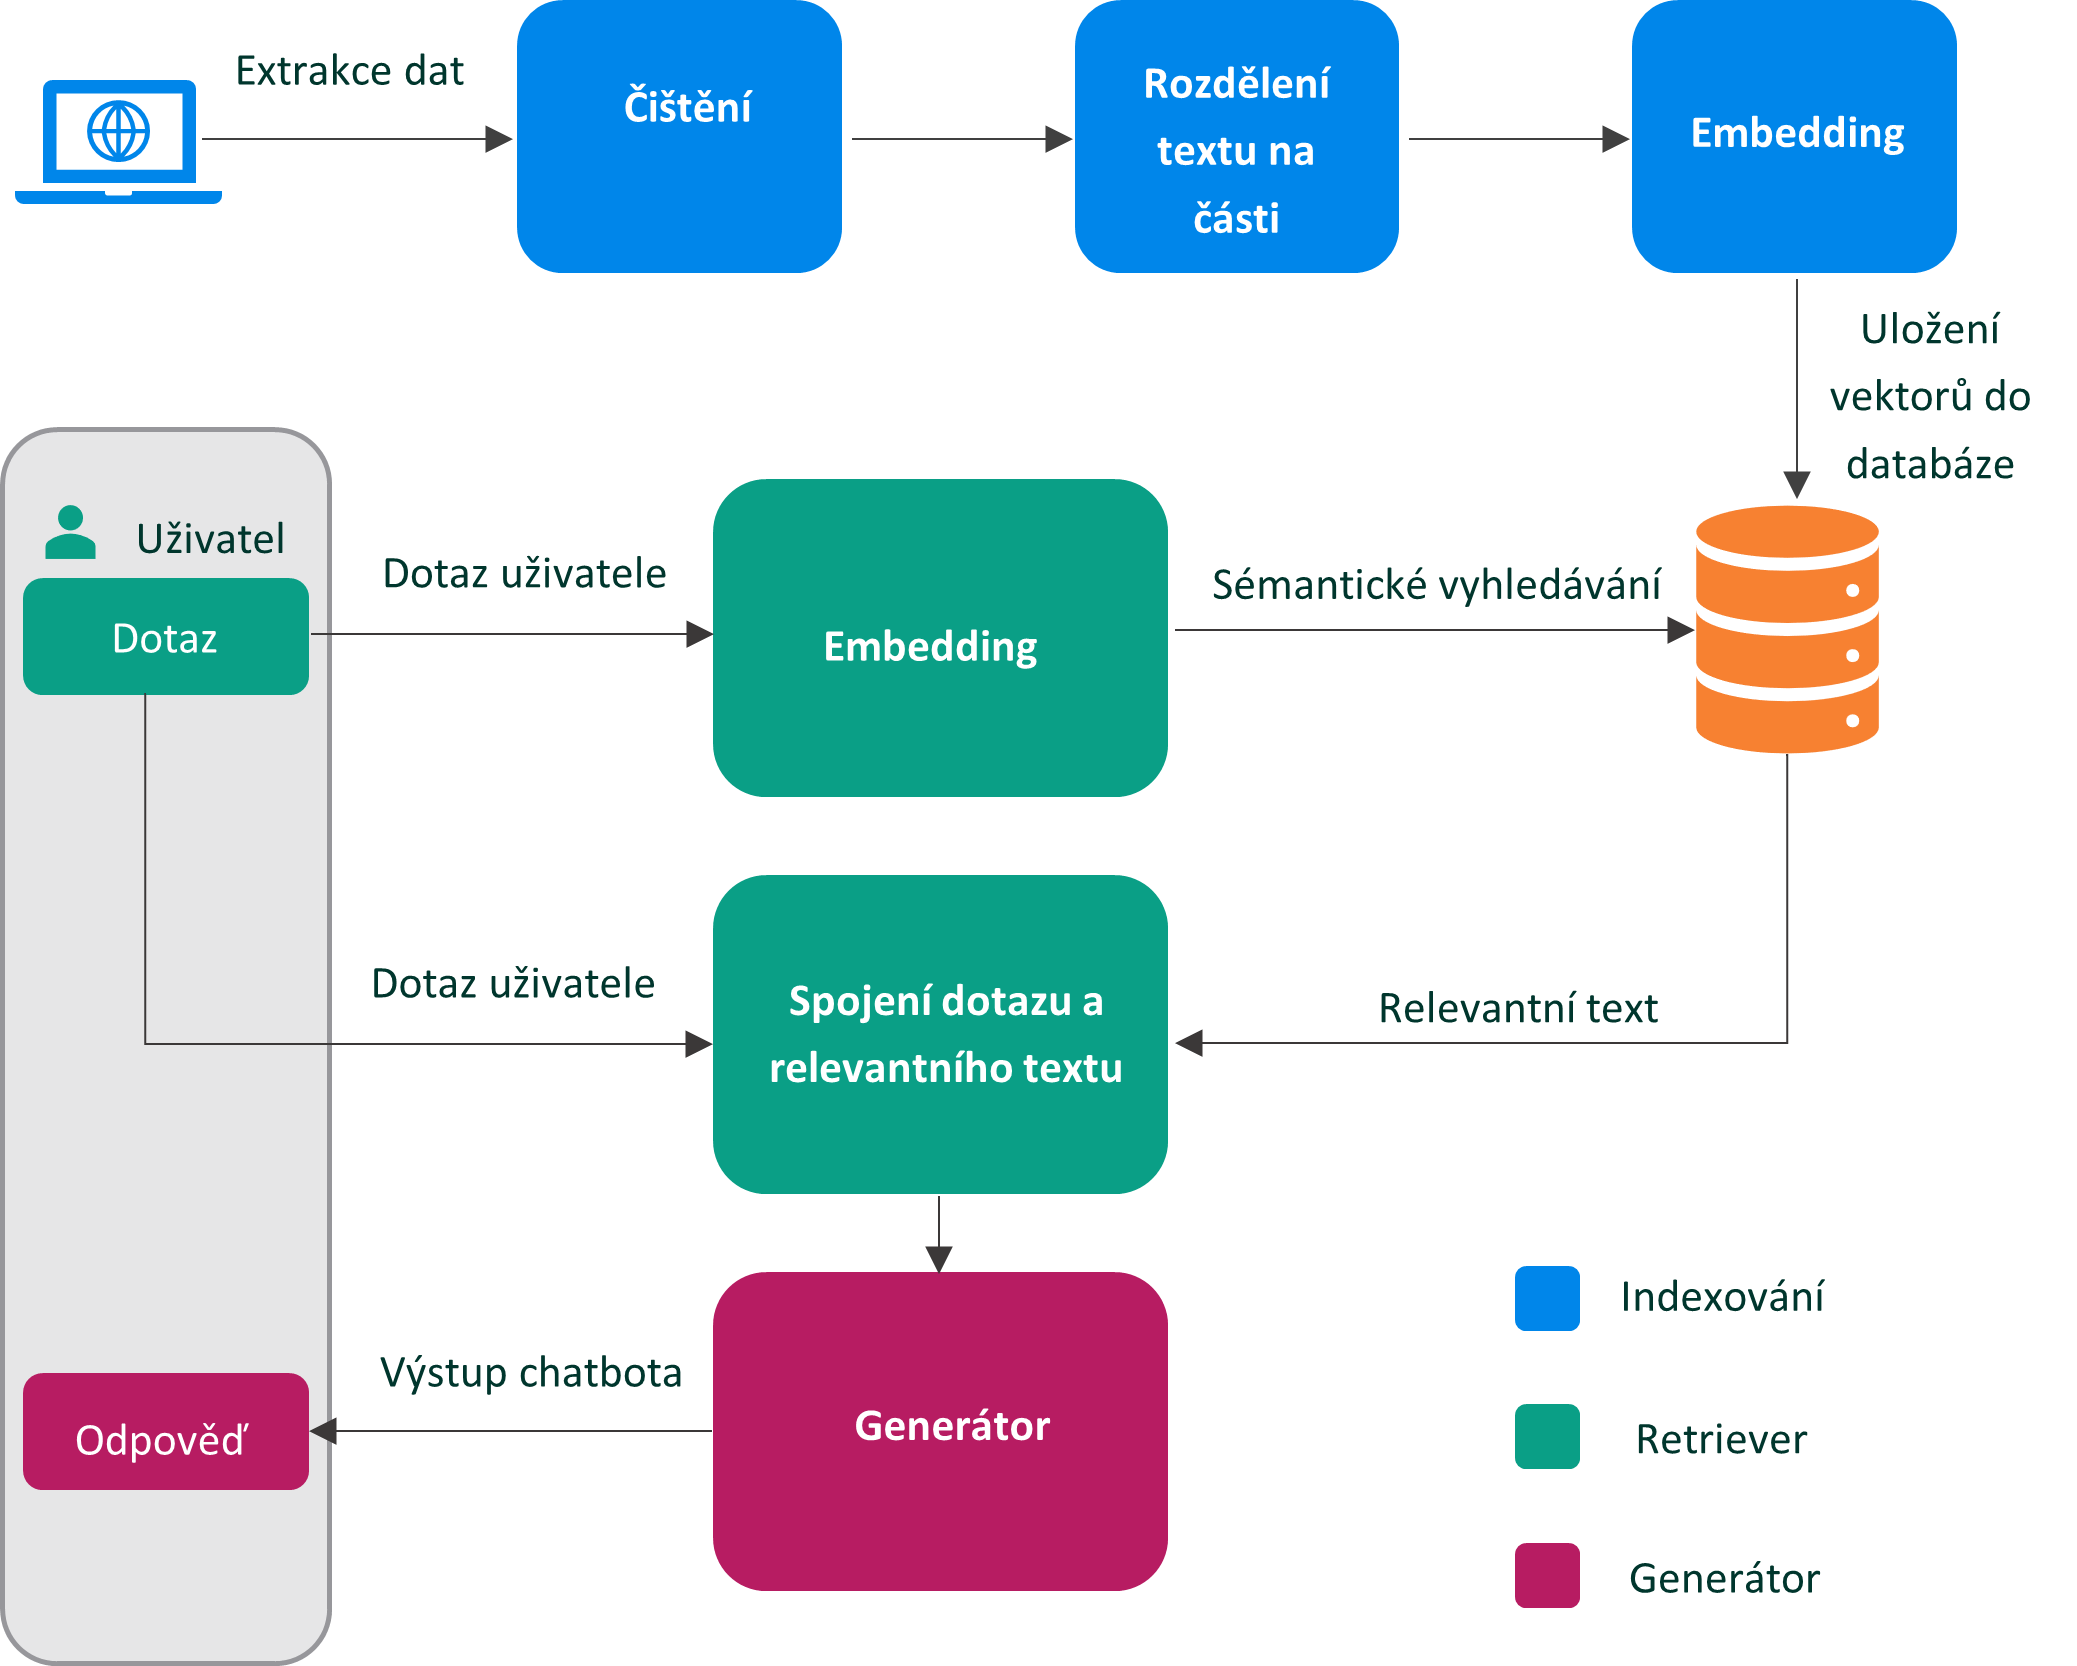 Extrakce dat
Čištění
Rozdělení
textu na
části
Embedding
Uložení
vektorů do
databáze
Uživatel
Dotaz
Dotaz uživatele
Embedding
Sémantické vyhledávání
Dotaz uživatele
Spojení dotazu a
relevantního textu
Relevantní text
Výstup chatbota
Odpověď
Generátor
Indexování
Retriever
Generátor